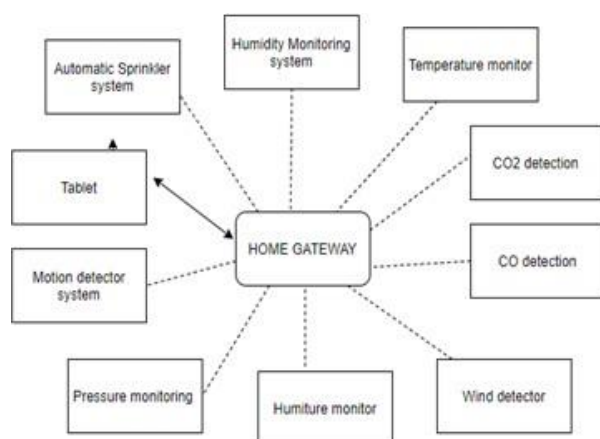 Humidity Monitoring
system
Automatic Sprinkler
system
Temperature monitor
CO2 detection
Tablet
HOME GATEWAY
CO detection
Motion detector
system
Pressure monitoring
Humiture monitor
Wind detector